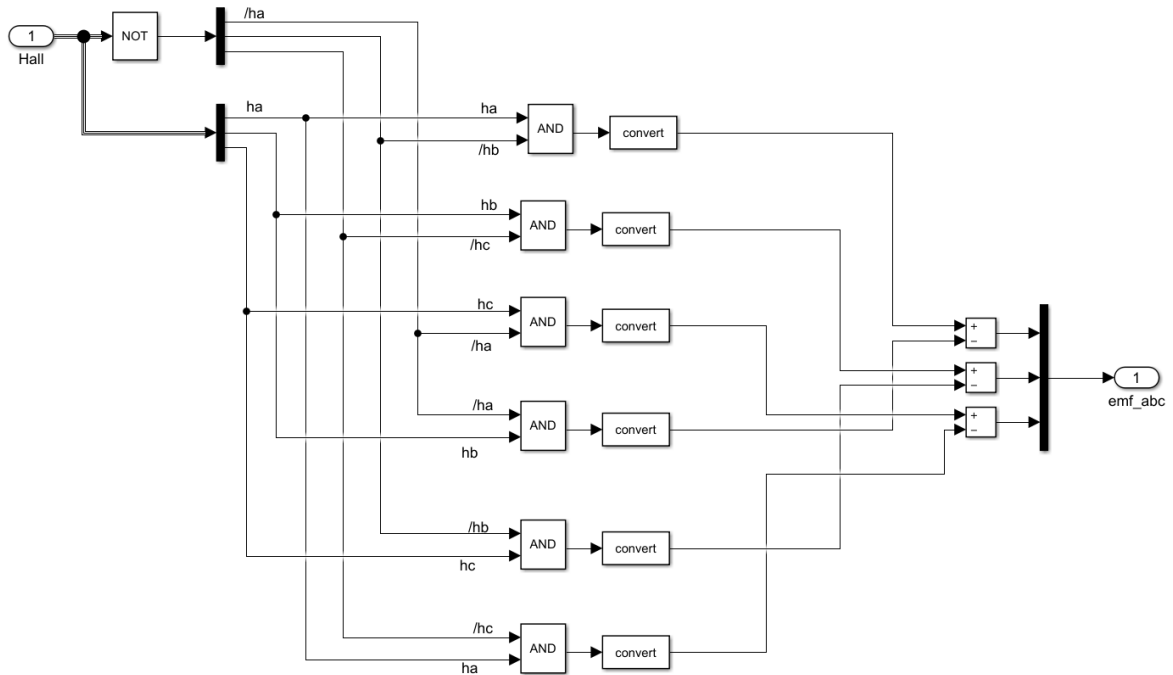 /ha
1
NOT
Hall
ha
ha
AND
convert
/hb
hb
AND
convert
/hc
hc
AND
convert
/ha
+
−
+
−
1
emf_abc
/ha
AND
convert
hb
+
−
/hb
AND
convert
hc
/hc
AND
convert
ha